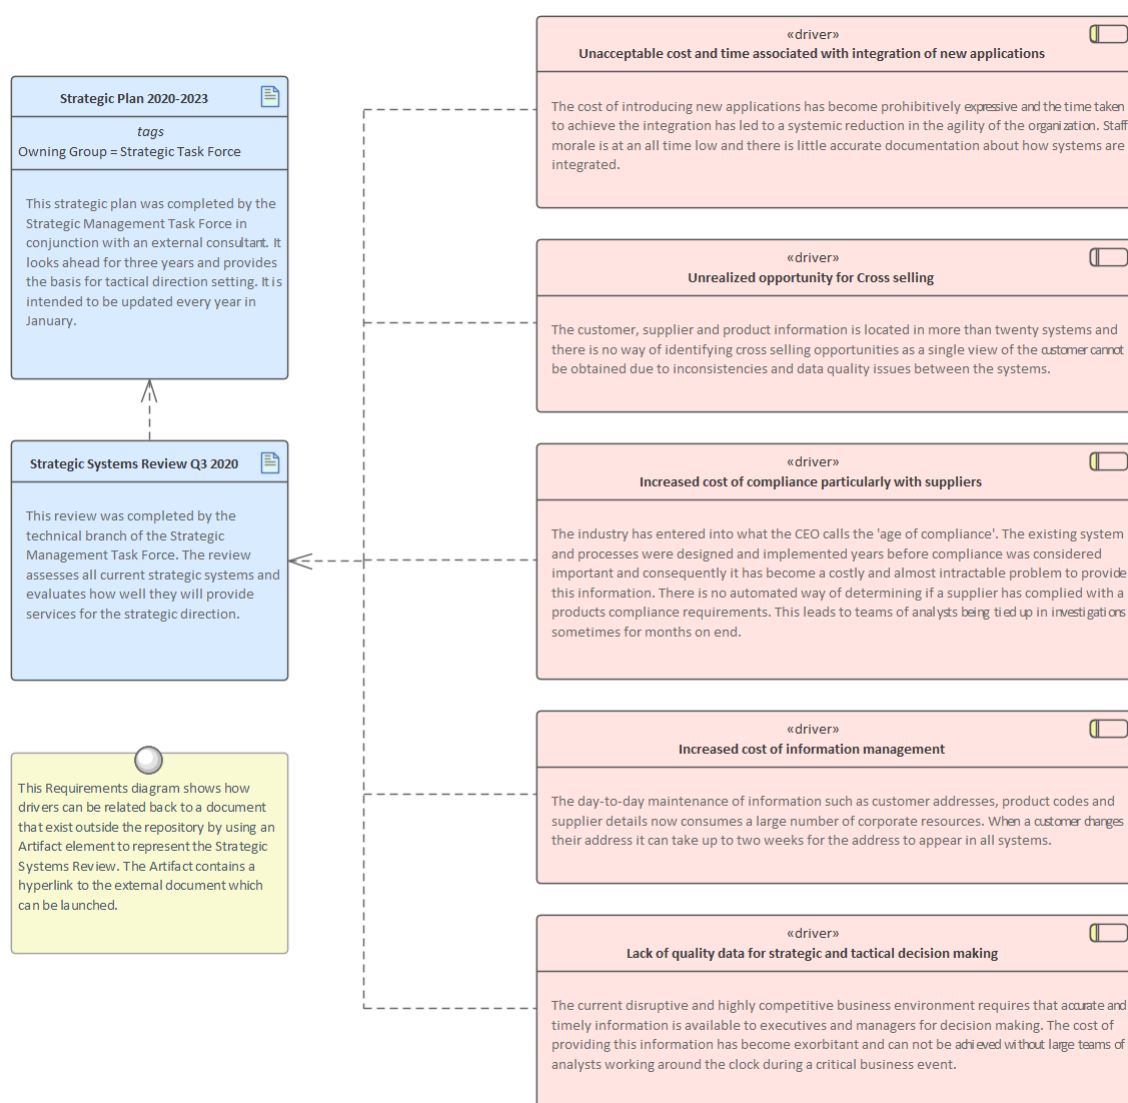 Strategic Plan 2020-2023
tags
Owning Group = Strategic Task Force
This strategic plan was completed by the
Strategic Management Task Force in
conjunction with an external consultant. It
looks ahead for three years and provides
the basis for tactical direction setting. It is
intended to be updated every year in
January.
Strategic Systems Review Q3 2020
This review was completed by the
technical branch of the Strategic
Management Task Force. The review
assesses all current strategic systems and
evaluates how well they will provide
services for the strategic direction.
This Requirements diagram shows how
drivers can be related back to a document
that exist outside the repository by using an
Artifact element to represent the Strategic
Systems Review. The Artifact contains a
hyperlink to the external document which
can be launched.
«driver»
Unacceptable cost and time associated with integration of new applications
The cost of introducing new applications has become prohibitively expressive and the time taken
to achieve the integration has led to a systemic reduction in the agility of the organization. Staff
morale is at an all time low and there is little accurate documentation about how systems are
integrated.
«driver»
Unrealized opportunity for Cross selling
The customer, supplier and product information is located in more than twenty systems and
there is no way of identifying cross selling opportunities as a single view of the customer cannot
be obtained due to inconsistencies and data quality issues between the systems.
«driver»
Increased cost of compliance particularly with suppliers
The industry has entered into what the CEO calls the 'age of compliance'. The existing system
and processes were designed and implemented years before compliance was considered
important and consequently it has become a costly and almost intractable problem to provide
this information. There is no automated way of determining if a supplier has complied with a
products compliance requirements. This leads to teams of analysts being tied up in investigations
sometimes for months on end.
«driver»
Increased cost of information management
The day-to-day maintenance of information such as customer addresses, product codes and
supplier details now consumes a large number of corporate resources. When a customer changes
their address it can take up to two weeks for the address to appear in all systems.
«driver»
Lack of quality data for strategic and tactical decision making
The current disruptive and highly competitive business environment requires that accurate and
timely information is available to executives and managers for decision making. The cost of
providing this information has become exorbitant and can not be achieved without large teams of
analysts working around the clock during a critical business event.